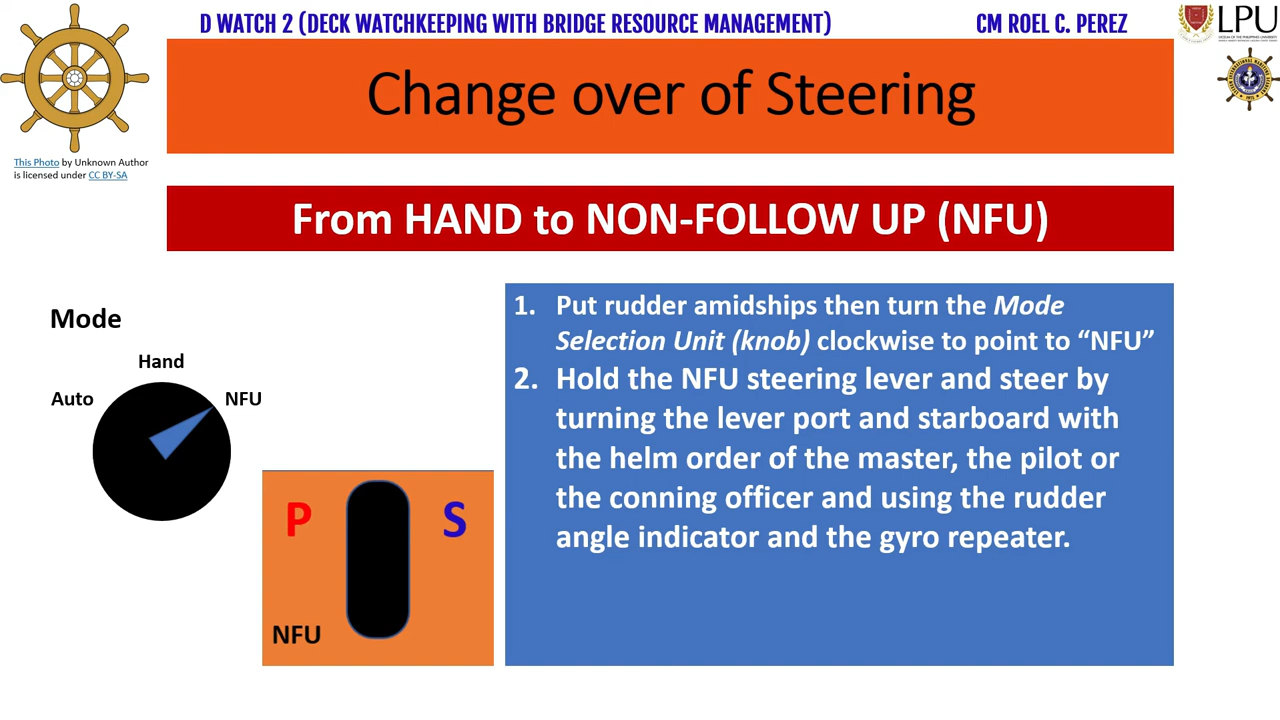 D WATCH 2 (DECK WATCHKEEPING WITH BRIDGE RESOURCE MANAGEMENT)
CM ROEL C. PEREZ
LPU
Change over of Steering
This Photo by Unknown Author
is licensed under CC BY-SA
From HAND to NON-FOLLOW UP (NFU)
Mode
Hand
Auto
NFU
P
S
NFU
1. Put rudder amidships then turn the Mode
Selection Unit (knob) clockwise to point to “NFU”
2. Hold the NFU steering lever and steer by
turning the lever port and starboard with
the helm order of the master, the pilot or
the conning officer and using the rudder
angle indicator and the gyro repeater.